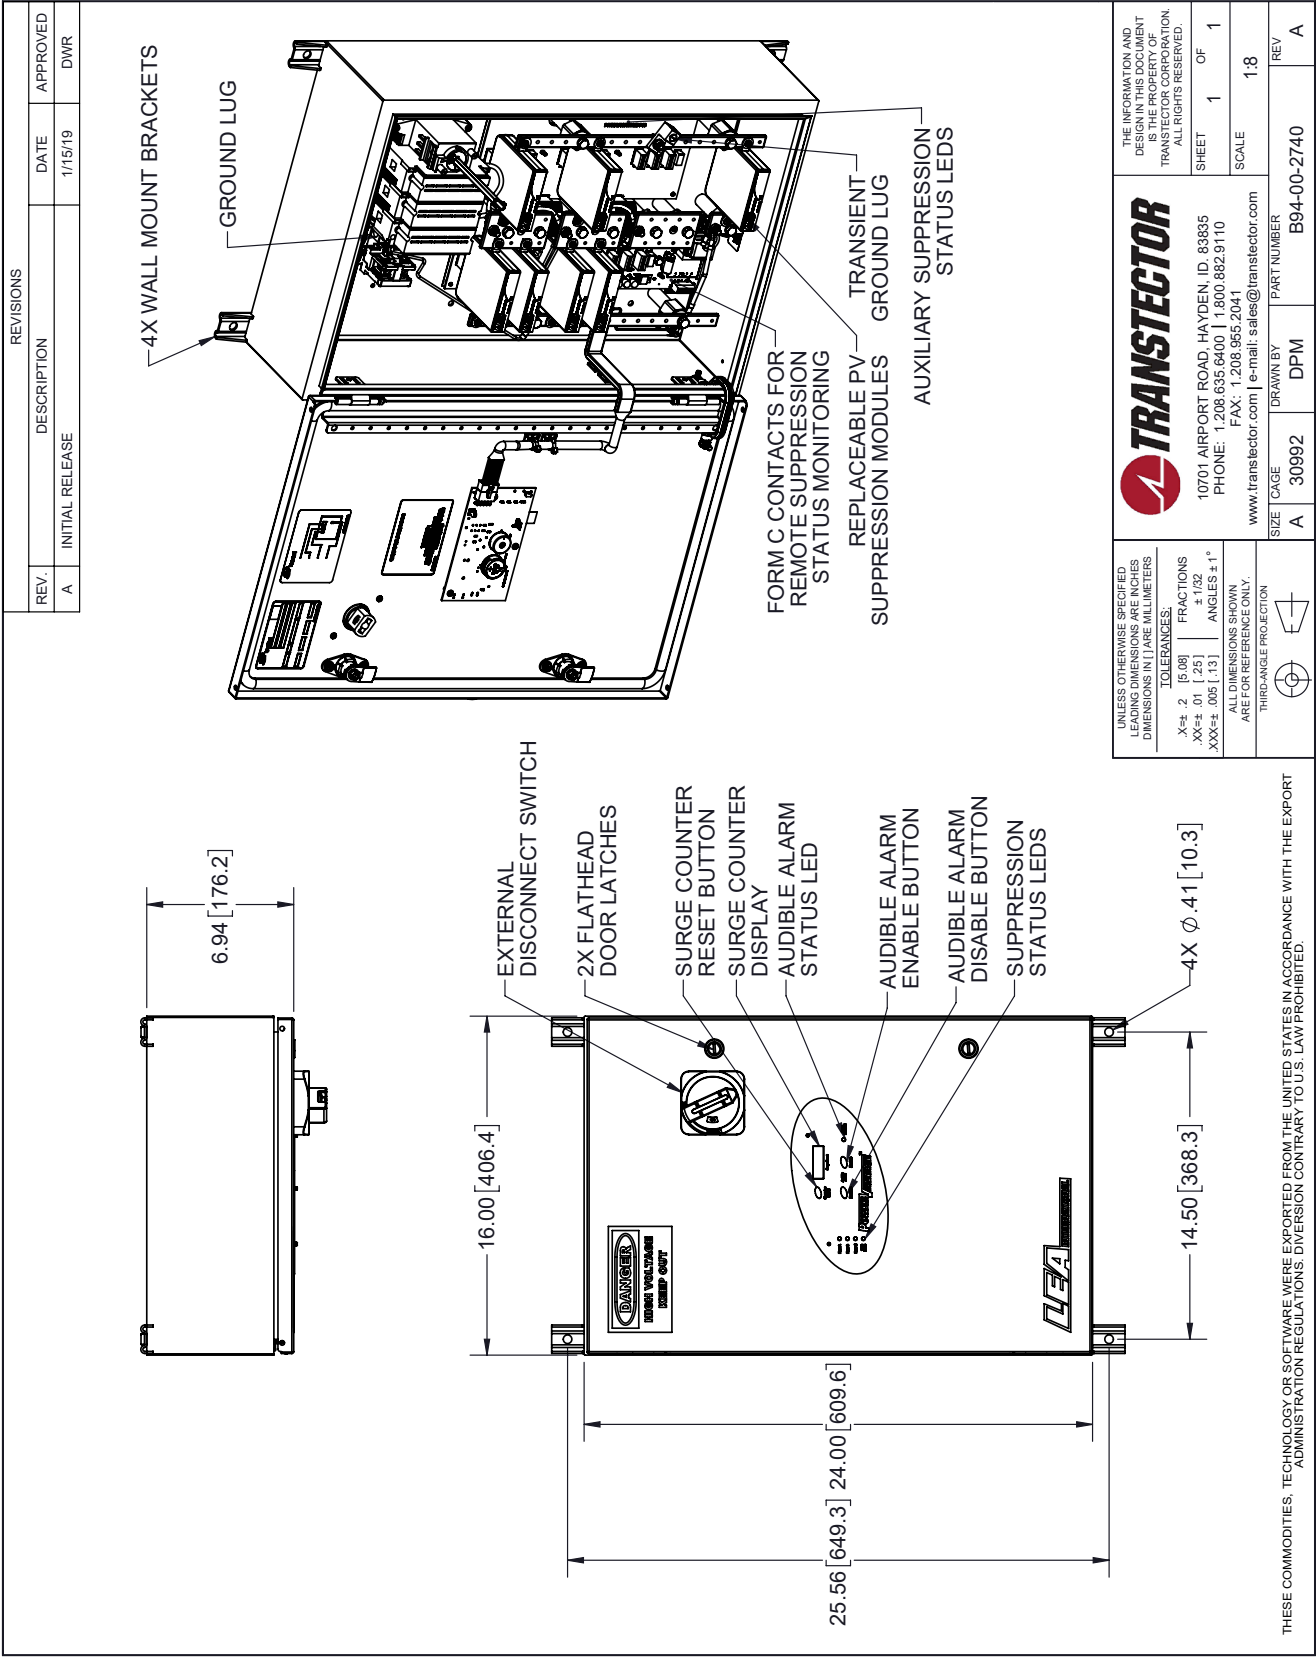 REVISIONS
REV.
DESCRIPTION
DATE
APPROVED
A
INITIAL RELEASE
1/15/19
DWR
6.94 [176.2]
16.00 [406.4]
EXTERNAL
DISCONNECT SWITCH
2X FLATHEAD
DOOR LATCHES
SURGE COUNTER
RESET BUTTON
SURGE COUNTER
DISPLAY
AUDIBLE ALARM
STATUS LED
AUDIBLE ALARM
ENABLE BUTTON
AUDIBLE ALARM
DISABLE BUTTON
SUPPRESSION
STATUS LEDS
4X Ø.41 [10.3]
14.50 [368.3]
24.00 [609.6]
25.56 [649.3]
DANGER
HIGH VOLTAGE
KEEP OUT
LEA
4X WALL MOUNT BRACKETS
GROUND LUG
FORM C CONTACTS FOR
REMOTE SUPPRESSION
STATUS MONITORING
REPLACEABLE PV
SUPPRESSION MODULES
TRANSIENT
GROUND LUG
AUXILIARY SUPPRESSION
STATUS LEDS
UNLESS OTHERWISE SPECIFIED
LEADING DIMENSIONS ARE INCHES
DIMENSIONS IN [ ] ARE MILLIMETERS
TOLERANCES:
.X=± .2 [5.08]
.XX=± .01 [.25]
.XXX=± .005 [.13]
FRACTIONS
± 1/32
ANGLES ± 1°
ALL DIMENSIONS SHOWN
ARE FOR REFERENCE ONLY.
THIRD-ANGLE PROJECTION
TRANSTECTOR
10701 AIRPORT ROAD, HAYDEN, ID. 83835
PHONE: 1.208.635.6400 | 1.800.882.9110
FAX: 1.208.955.2041
www.transtector.com | e-mail: sales@transtector.com
THE INFORMATION AND
DESIGN IN THIS DOCUMENT
IS THE PROPERTY OF
TRANSTECTOR CORPORATION.
ALL RIGHTS RESERVED.
SHEET 1 OF 1
SCALE 1:8
SIZE
A
CAGE
30992
DRAWN BY
DPM
PART NUMBER
B94-00-2740
REV
A
THESE COMMODITIES, TECHNOLOGY OR SOFTWARE WERE EXPORTED FROM THE UNITED STATES IN ACCORDANCE WITH THE EXPORT
ADMINISTRATION REGULATIONS. DIVERSION CONTRARY TO U.S. LAW PROHIBITED.